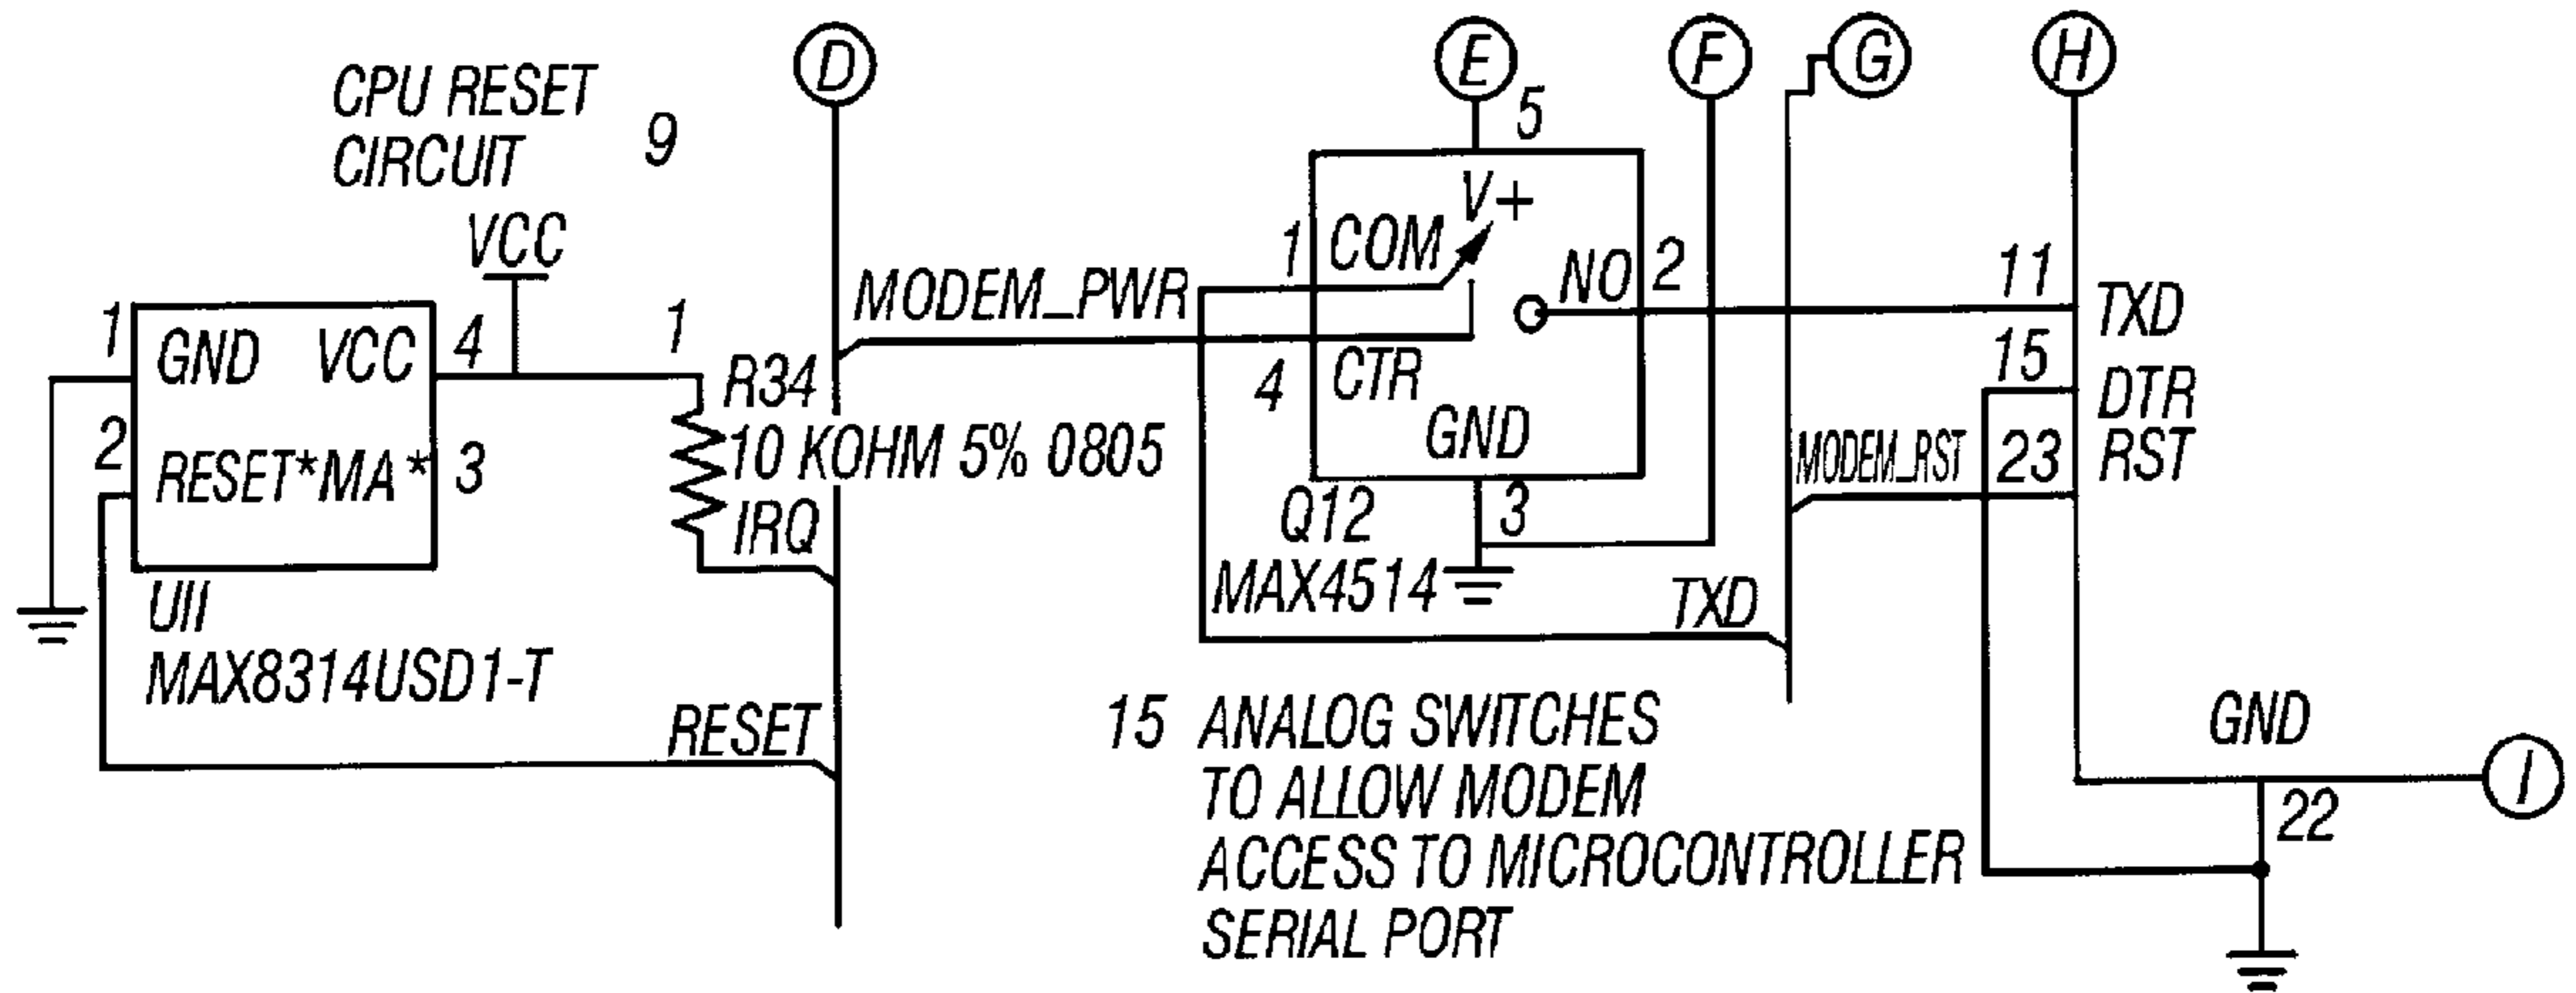 D
E
F
G
H
CPU RESET
CIRCUIT
9
VCC
1
GND
VCC
4
2
RESET*MA*
3
UII
MAX8314USD1-T
1
R34
10 KOHM 5% 0805
IRQ
RESET
MODEM_PWR
5
V+
1
COM
NO
2
4
CTR
GND
3
Q12
MAX4514
TXD
MODEM_RST
11
TXD
15
DTR
23
RST
15 ANALOG SWITCHES
TO ALLOW MODEM
ACCESS TO MICROCONTROLLER
SERIAL PORT
GND
22
I